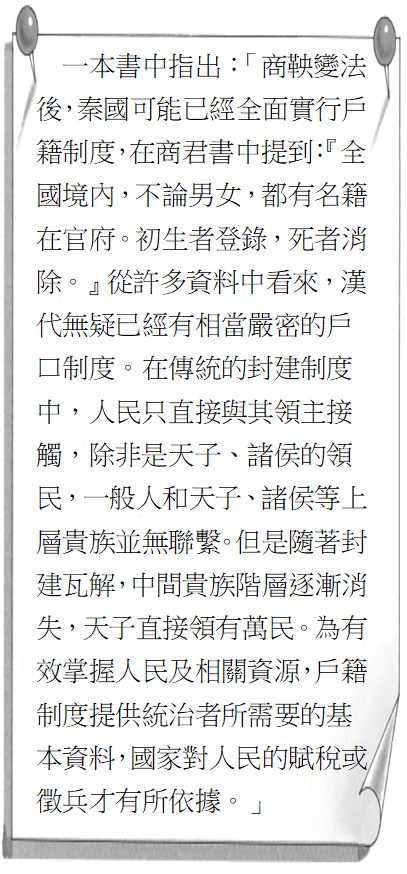 一本書中指出：「商鞅變法
後，秦國可能已經全面實行戶
籍制度，在商君書中提到：『全
國境內，不論男女，都有名籍
在官府。初生者登錄，死者消
除。』從許多資料中看來，漢
代無疑已經有相當嚴密的戶
口制度。在傳統的封建制度
中，人民只直接與其領主接
觸，除非是天子、諸侯的領
民，一般人和天子、諸侯等上
層貴族並無聯繫。但是隨著封
建瓦解，中間貴族階層逐漸消
失，天子直接領有萬民。為有
效掌握人民及相關資源，戶籍
制度提供統治者所需要的基
本資料，國家對人民的賦稅或
徵兵才有所依據。」